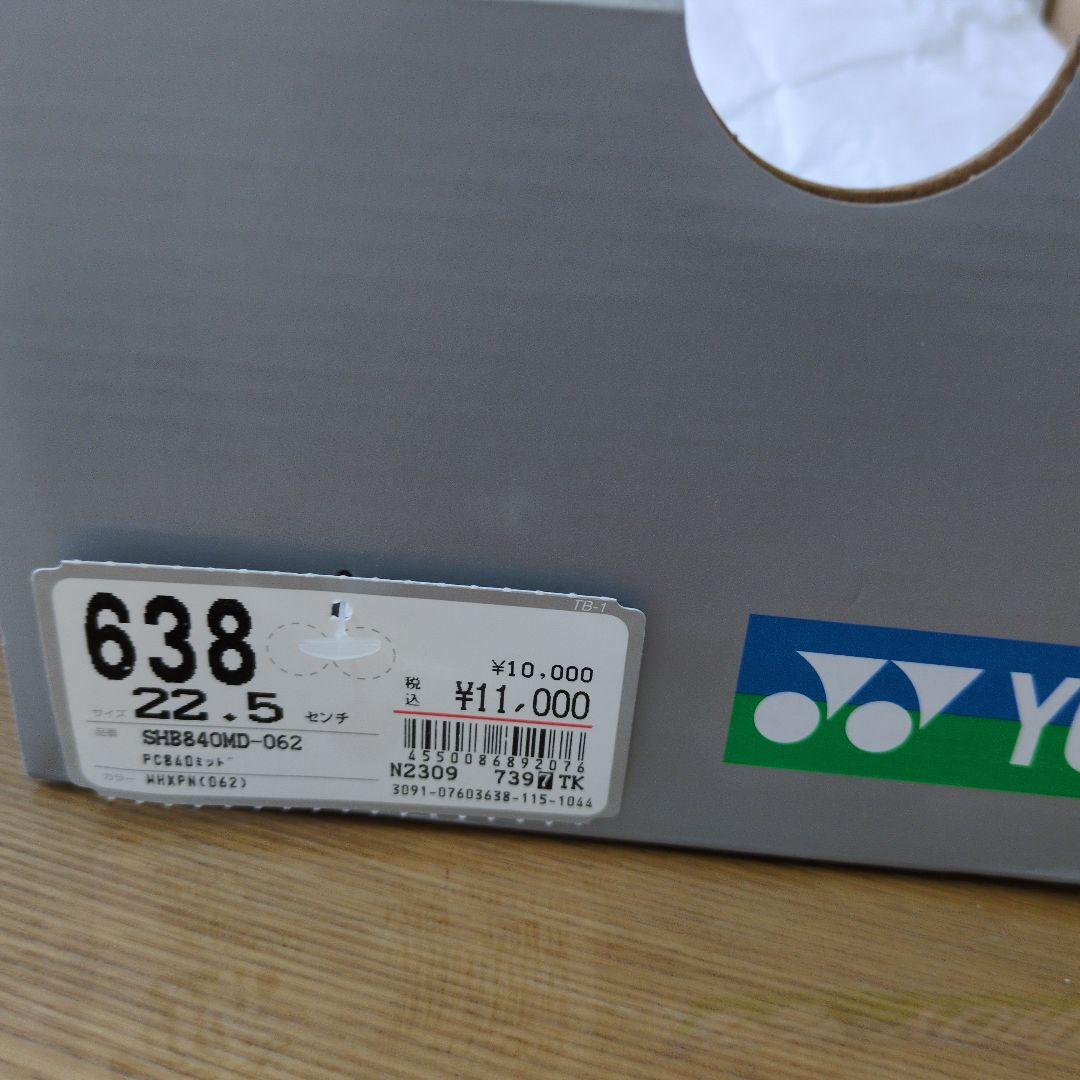 TB-1
638
サイズ 22.5 センチ
品番 SHB840MD-062
PC840ミッド
カラー WHXPN(062)
¥10,000
税込 ¥11,000
4550086892076
N2309 7397TK
3091-07603638-115-1044